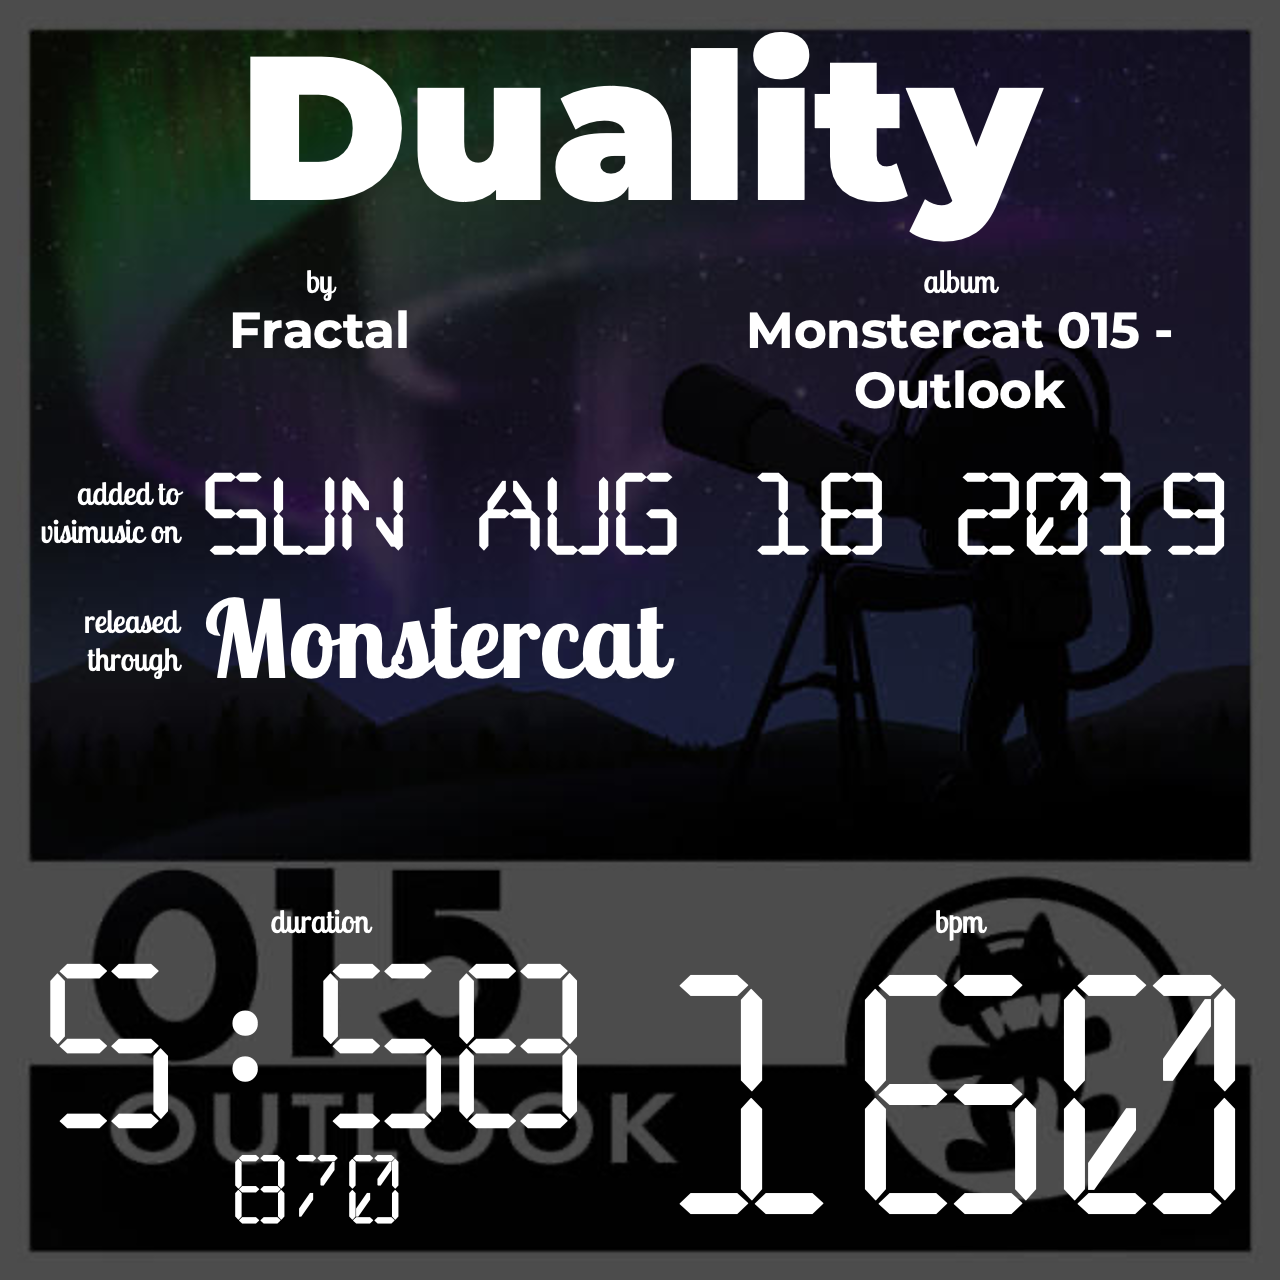 Duality
by
Fractal
album
Monstercat 015 -
Outlook
added to
visimusic on
SUN AUG 18 2019
released
through
Monstercat
015
duration
bpm
5:58
160
OUTLOOK
870